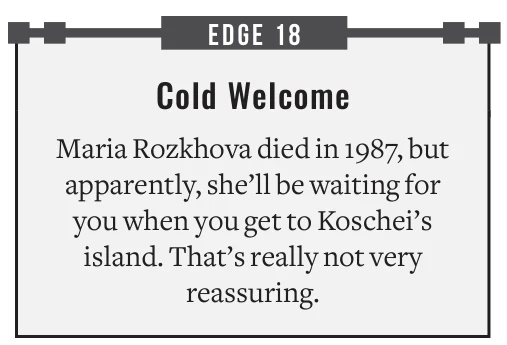 EDGE 18
Cold Welcome
Maria Rozkhova died in 1987, but
apparently, she’ll be waiting for
you when you get to Koschei’s
island. That’s really not very
reassuring.